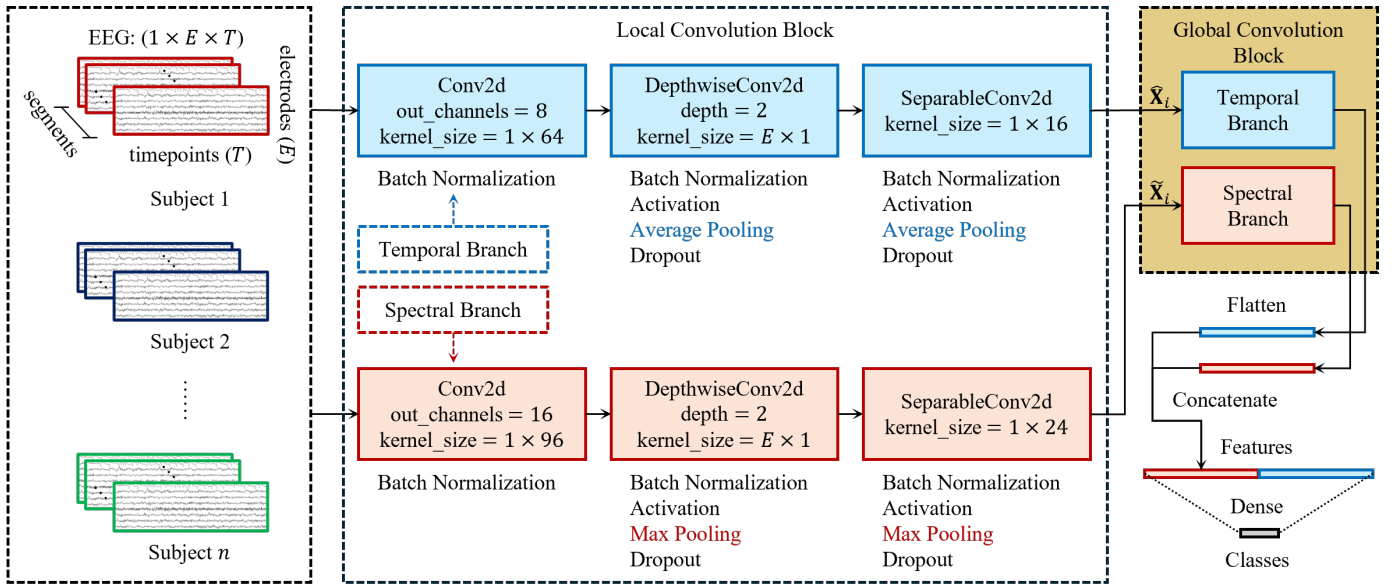 EEG: (1 × E × T)
electrodes (E)
segments
timepoints (T)
Subject 1
Subject 2
Subject n
Local Convolution Block
Conv2d
out_channels = 8
kernel_size = 1 × 64
Batch Normalization
DepthwiseConv2d
depth = 2
kernel_size = E × 1
Batch Normalization
Activation
Average Pooling
Dropout
SeparableConv2d
kernel_size = 1 × 16
Batch Normalization
Activation
Average Pooling
Dropout
Temporal Branch
Spectral Branch
Conv2d
out_channels = 16
kernel_size = 1 × 96
Batch Normalization
DepthwiseConv2d
depth = 2
kernel_size = E × 1
Batch Normalization
Activation
Max Pooling
Dropout
SeparableConv2d
kernel_size = 1 × 24
Batch Normalization
Activation
Max Pooling
Dropout
Global Convolution
Block
X̂ᵢ
Temporal
Branch
X̃ᵢ
Spectral
Branch
Flatten
Concatenate
Features
Dense
Classes